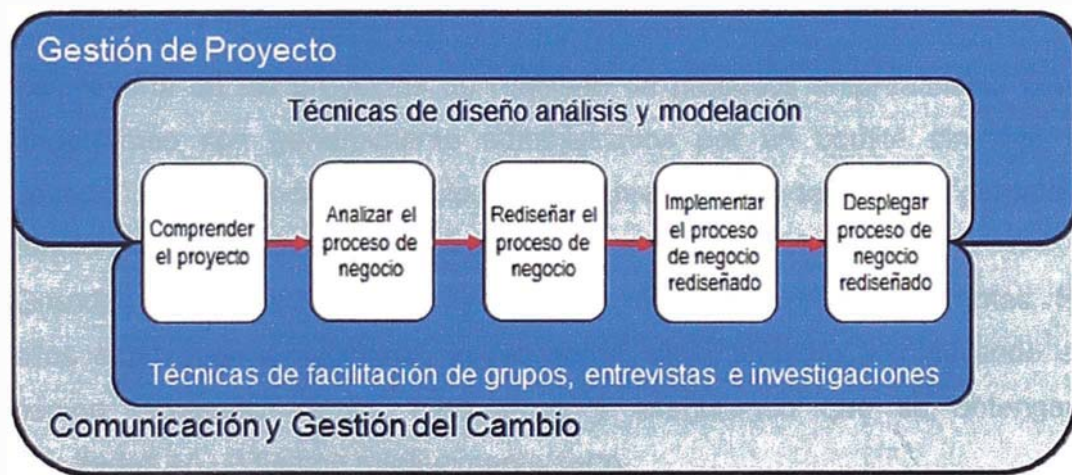 Gestión de Proyecto
Técnicas de diseño análisis y modelación
Comprender
el proyecto
Analizar el
proceso de
negocio
Rediseñar el
proceso de
negocio
Implementar
el proceso
de negocio
rediseñado
Desplegar
proceso de
negocio
rediseñado
Técnicas de facilitación de grupos, entrevistas e investigaciones
Comunicación y Gestión del Cambio